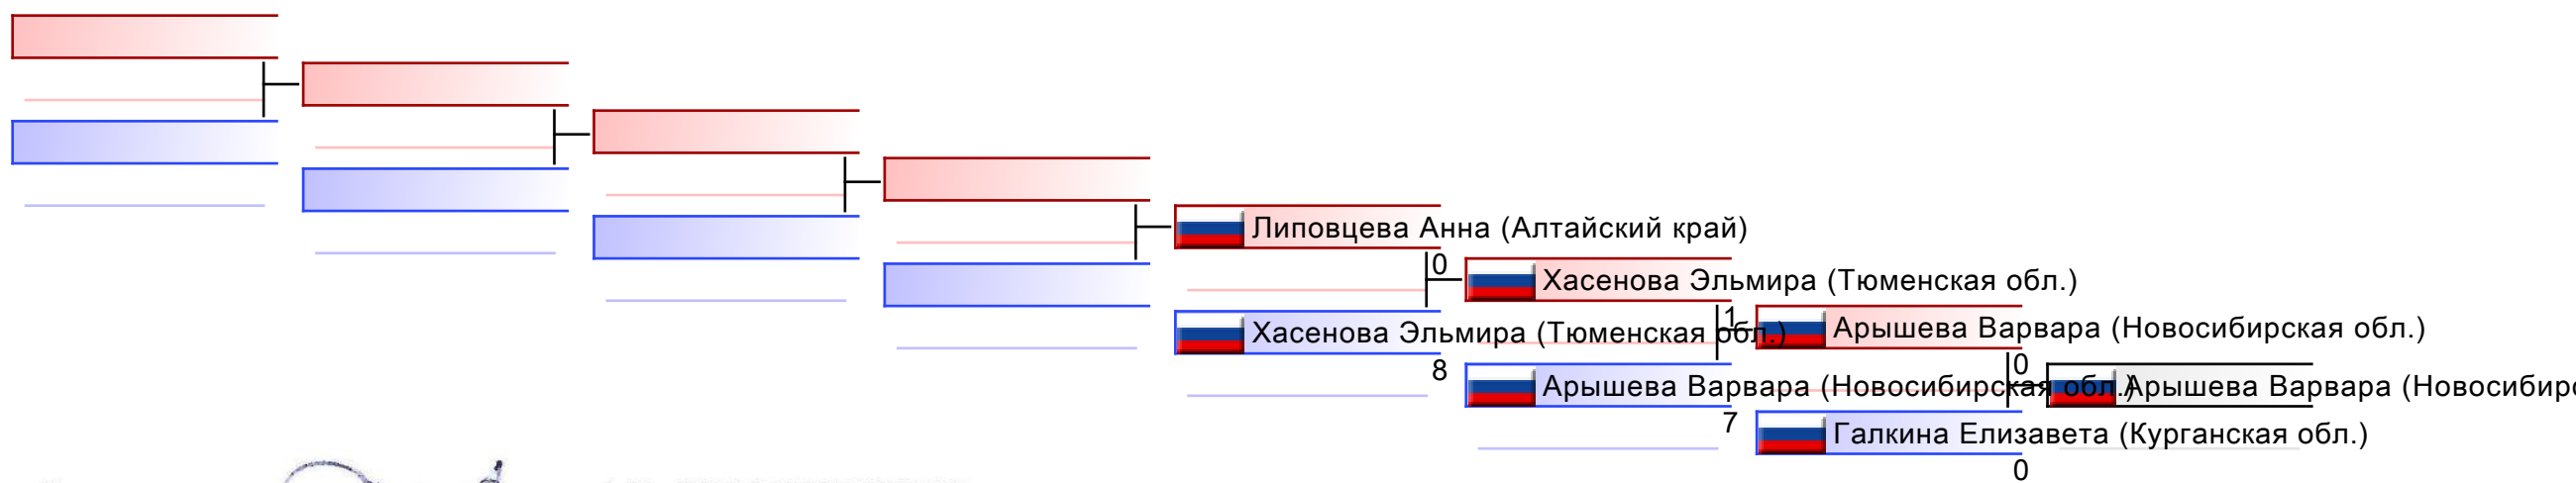 Липовцева Анна (Алтайский край)
0
Хасенова Эльмира (Тюменская обл.)
Хасенова Эльмира (Тюменская обл.)
8
1
Арышева Варвара (Новосибирская обл.)
Арышева Варвара (Новосибирская обл.)
7
0
Арышева Варвара (Новосибирс
Галкина Елизавета (Курганская обл.)
0